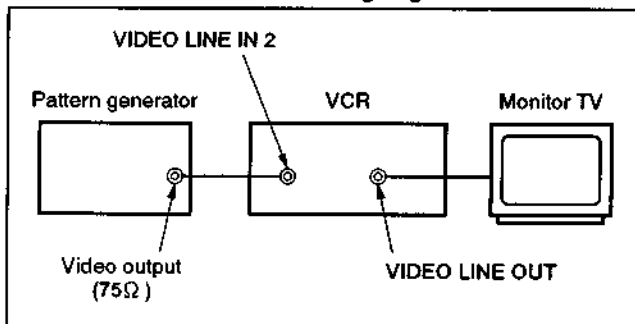 VIDEO LINE IN 2
Pattern generator
VCR
Monitor TV
Video output
(75Ω)
VIDEO LINE OUT